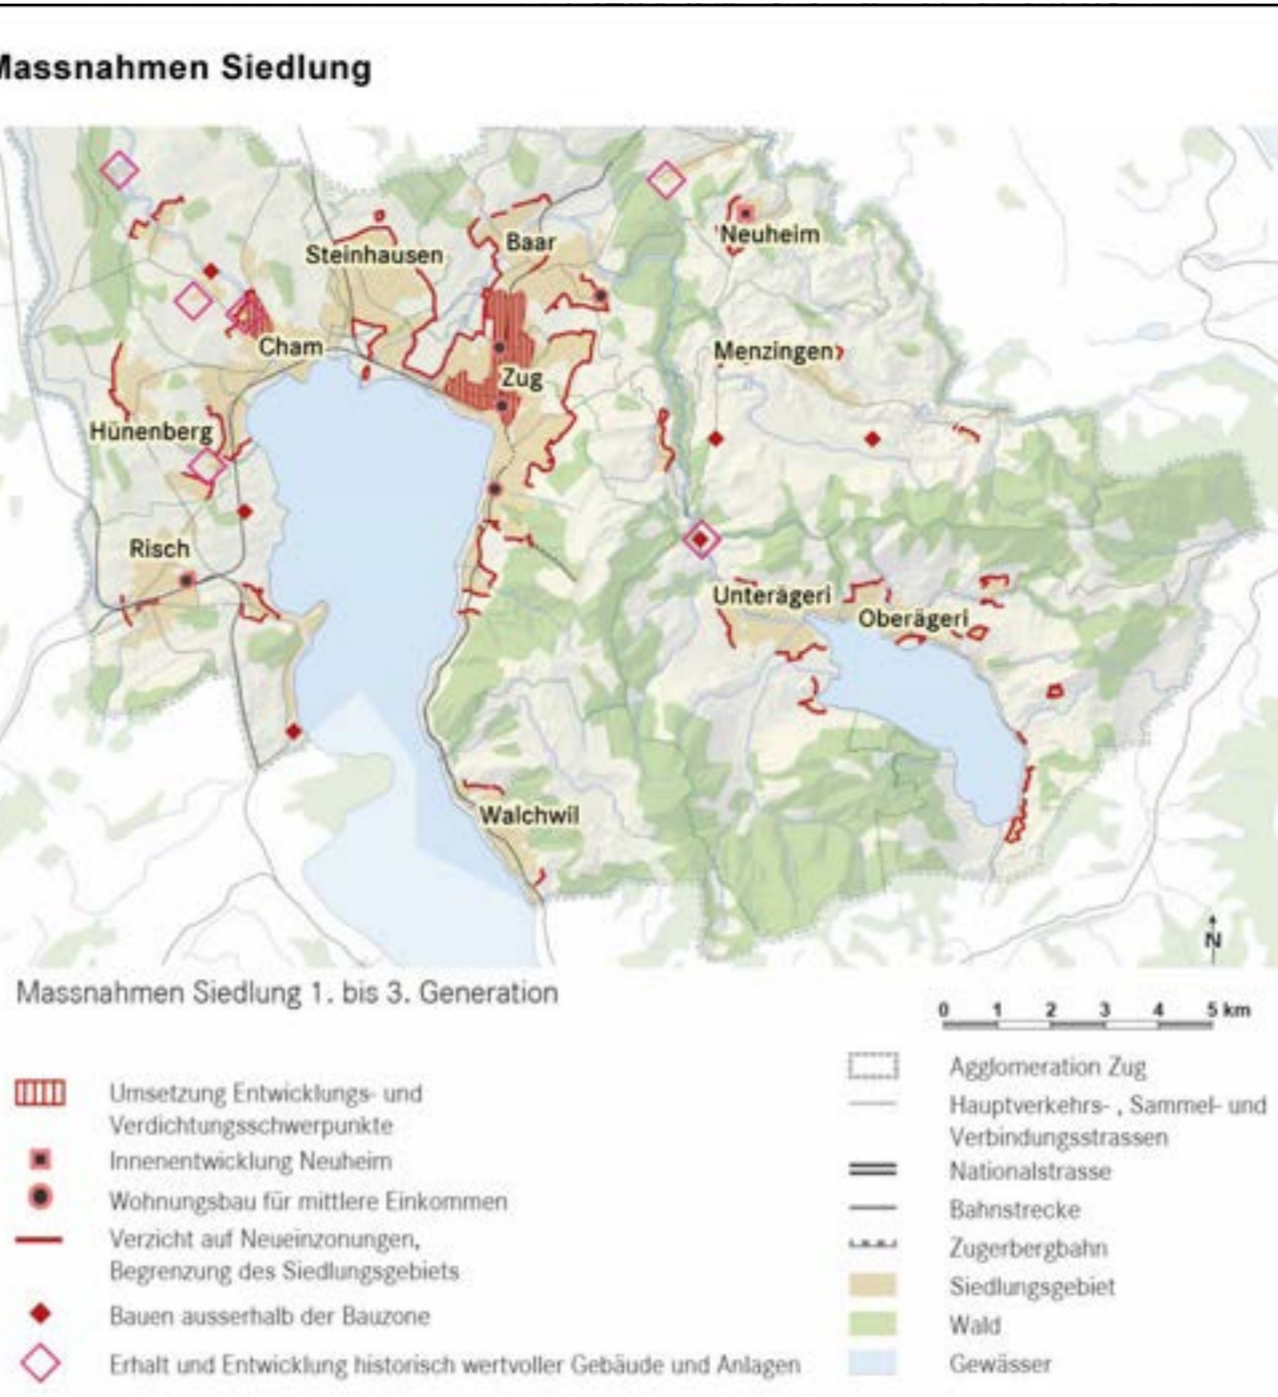 Massnahmen Siedlung
Steinhausen
Baar
Neuheim
Cham
Menzingen
Zug
Hünenberg
Risch
Unterägeri
Oberägeri
Walchwil
N
Massnahmen Siedlung 1. bis 3. Generation
0 1 2 3 4 5 km
Umsetzung Entwicklungs- und
Verdichtungsschwerpunkte
Innenentwicklung Neuheim
Wohnungsbau für mittlere Einkommen
Verzicht auf Neueinzonungen,
Begrenzung des Siedlungsgebiets
Bauen ausserhalb der Bauzone
Erhalt und Entwicklung historisch wertvoller Gebäude und Anlagen
Agglomeration Zug
Hauptverkehrs- , Sammel- und
Verbindungsstrassen
Nationalstrasse
Bahnstrecke
Zugerbergbahn
Siedlungsgebiet
Wald
Gewässer